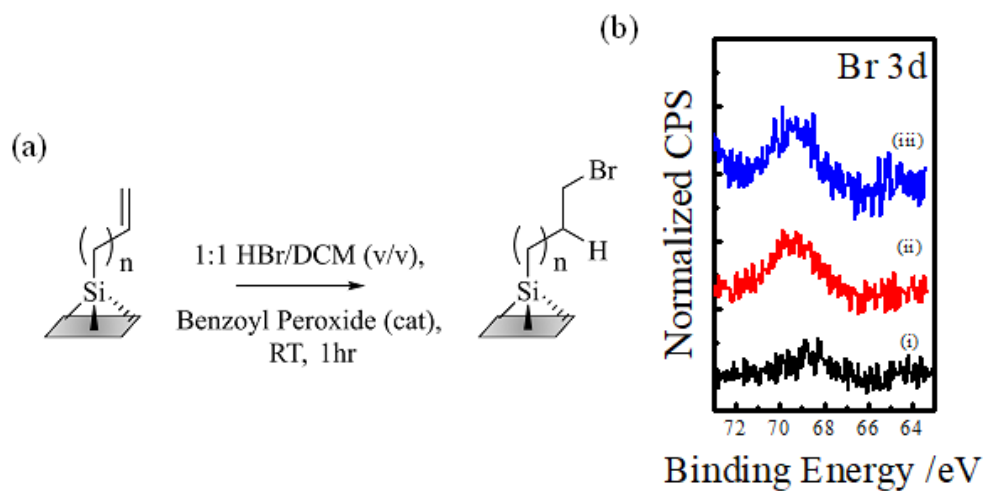 (a)
n
Si
1:1 HBr/DCM (v/v),
Benzoyl Peroxide (cat),
RT, 1hr
Br
H
n
Si
(b)
Br 3d
(iii)
(ii)
(i)
Normalized CPS
72 70 68 66 64
Binding Energy /eV